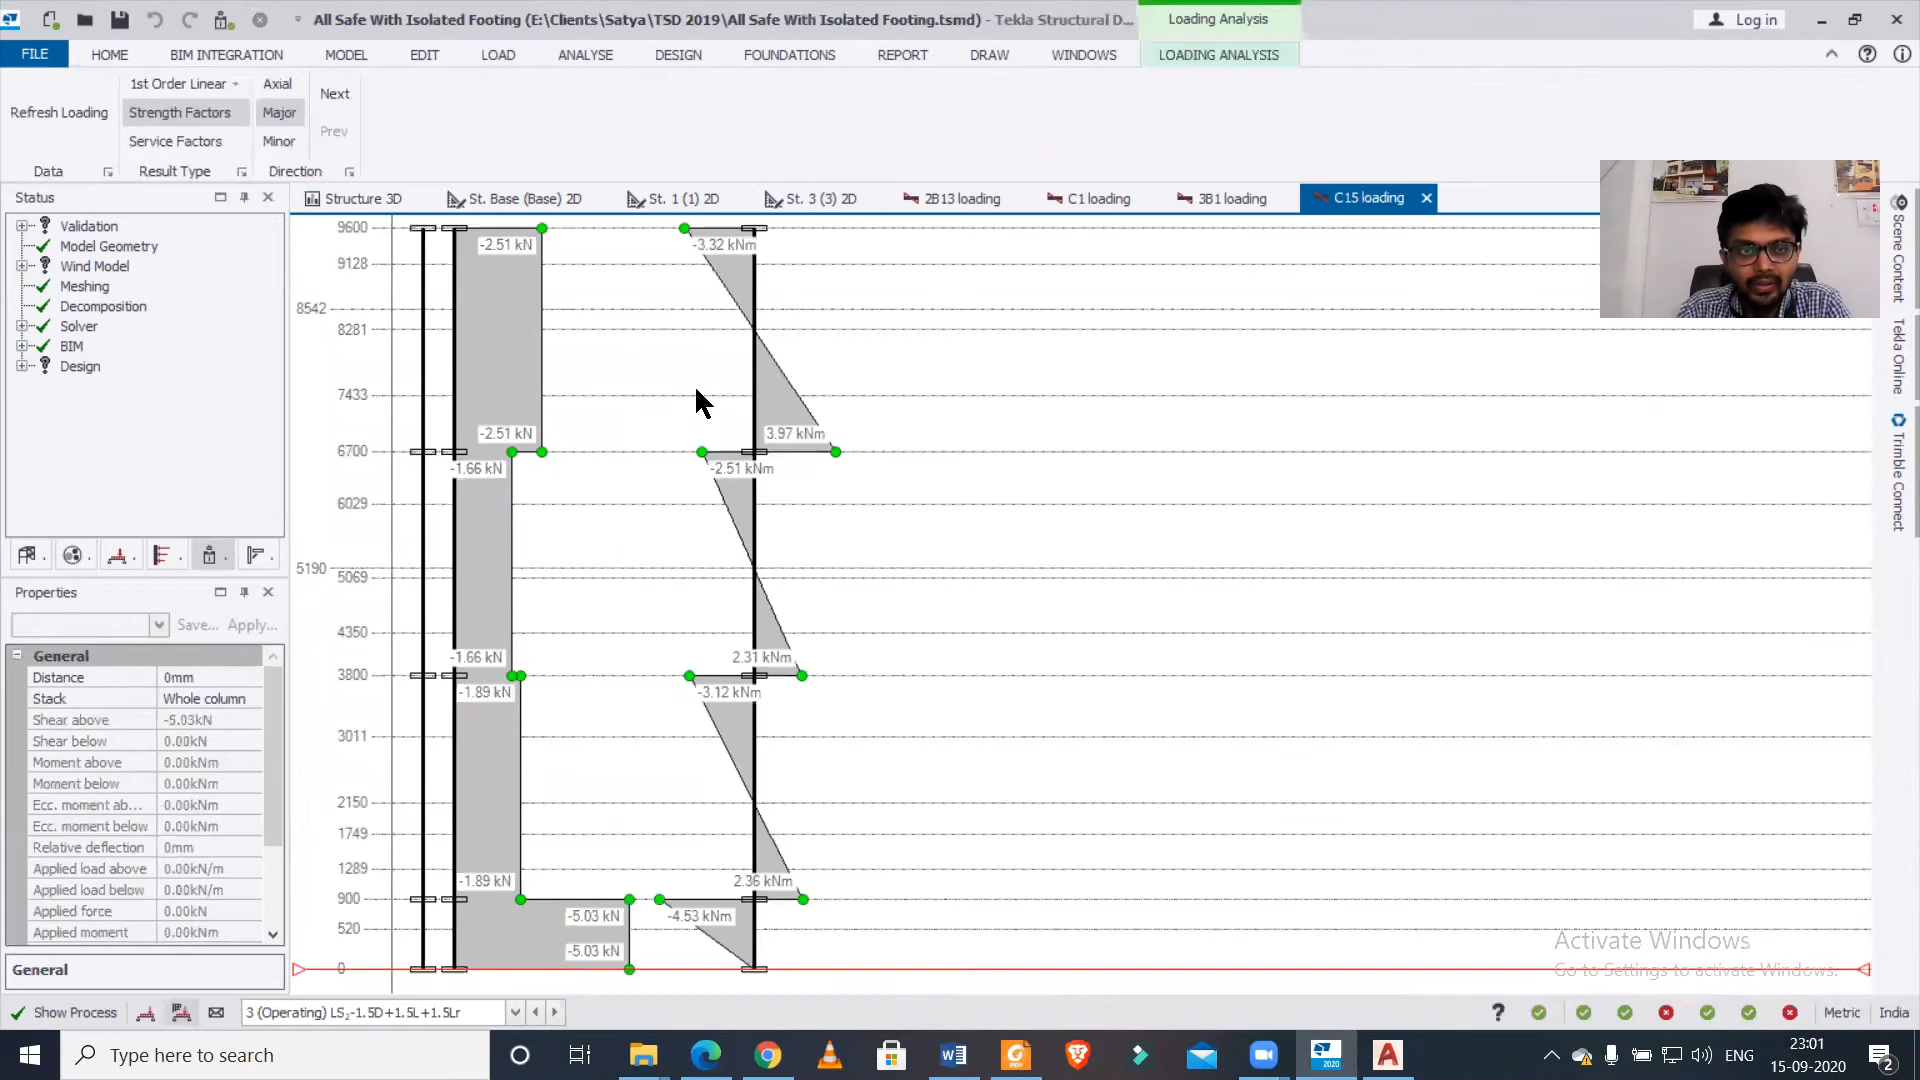 All Safe With Isolated Footing (E:\Clients\Satya\TSD 2019\All Safe With Isolated Footing.tsmd) - Tekla Structural D...
Loading Analysis
Log in
FILE
HOME
BIM INTEGRATION
MODEL
EDIT
LOAD
ANALYSE
DESIGN
FOUNDATIONS
REPORT
DRAW
WINDOWS
LOADING ANALYSIS
Refresh Loading
1st Order Linear
Strength Factors
Service Factors
Axial
Major
Minor
Next
Prev
Data
Result Type
Direction
Status
Validation
Model Geometry
Wind Model
Meshing
Decomposition
Solver
BIM
Design
Properties
Save... Apply...
General
Distance 0mm
Stack Whole column
Shear above -5.03kN
Shear below 0.00kN
Moment above 0.00kNm
Moment below 0.00kNm
Ecc. moment ab... 0.00kNm
Ecc. moment below 0.00kNm
Relative deflection 0mm
Applied load above 0.00kN/m
Applied load below 0.00kN/m
Applied force 0.00kN
Applied moment 0.00kNm
General
Structure 3D
St. Base (Base) 2D
St. 1 (1) 2D
St. 3 (3) 2D
2B13 loading
C1 loading
3B1 loading
C15 loading
9600
9128
8542
8281
7433
6700
6029
5190
5069
4350
3800
3011
2150
1749
1289
900
520
0
-2.51 kN
-2.51 kN
-1.66 kN
-1.66 kN
-1.89 kN
-1.89 kN
-5.03 kN
-5.03 kN
-3.32 kNm
3.97 kNm
-2.51 kNm
2.31 kNm
-3.12 kNm
2.36 kNm
-4.53 kNm
Scene Content
Tekla Online
Trimble Connect
Activate Windows
Go to Settings to activate Windows.
Show Process
3 (Operating) LS₂-1.5D+1.5L+1.5Lr
Metric
India
Type here to search
2020
ENG
23:01
15-09-2020
2